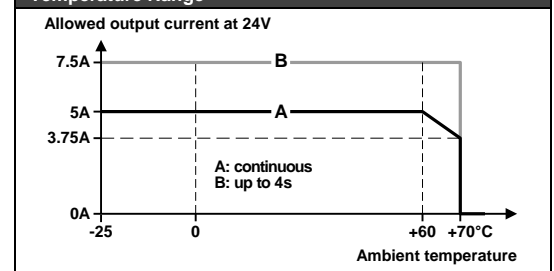 Temperature Range
Allowed output current at 24V
7.5A
B
5A
A
3.75A
A: continuous
B: up to 4s
0A
-25 0 +60 +70°C
Ambient temperature